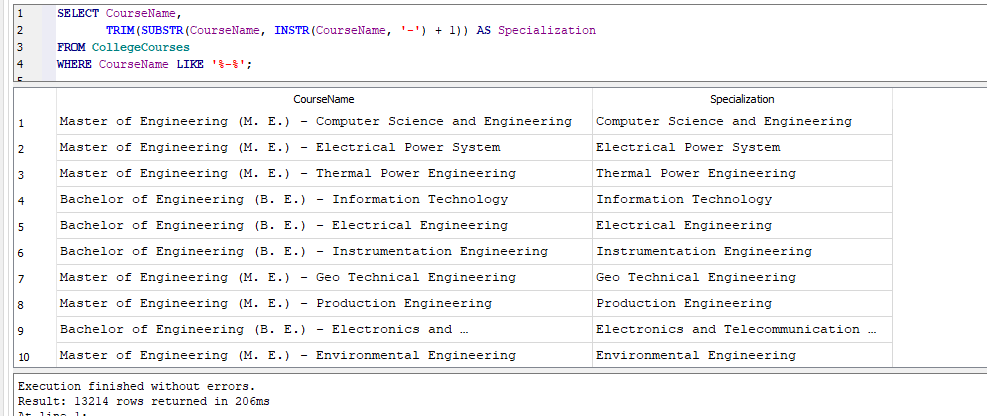 1 SELECT CourseName,
2 TRIM(SUBSTR(CourseName, INSTR(CourseName, '-') + 1)) AS Specialization
3 FROM CollegeCourses
4 WHERE CourseName LIKE '%-%';
5
CourseName Specialization
1 Master of Engineering (M. E.) - Computer Science and Engineering Computer Science and Engineering
2 Master of Engineering (M. E.) - Electrical Power System Electrical Power System
3 Master of Engineering (M. E.) - Thermal Power Engineering Thermal Power Engineering
4 Bachelor of Engineering (B. E.) - Information Technology Information Technology
5 Bachelor of Engineering (B. E.) - Electrical Engineering Electrical Engineering
6 Bachelor of Engineering (B. E.) - Instrumentation Engineering Instrumentation Engineering
7 Master of Engineering (M. E.) - Geo Technical Engineering Geo Technical Engineering
8 Master of Engineering (M. E.) - Production Engineering Production Engineering
9 Bachelor of Engineering (B. E.) - Electronics and … Electronics and Telecommunication …
10 Master of Engineering (M. E.) - Environmental Engineering Environmental Engineering
Execution finished without errors.
Result: 13214 rows returned in 206ms
At line 1: